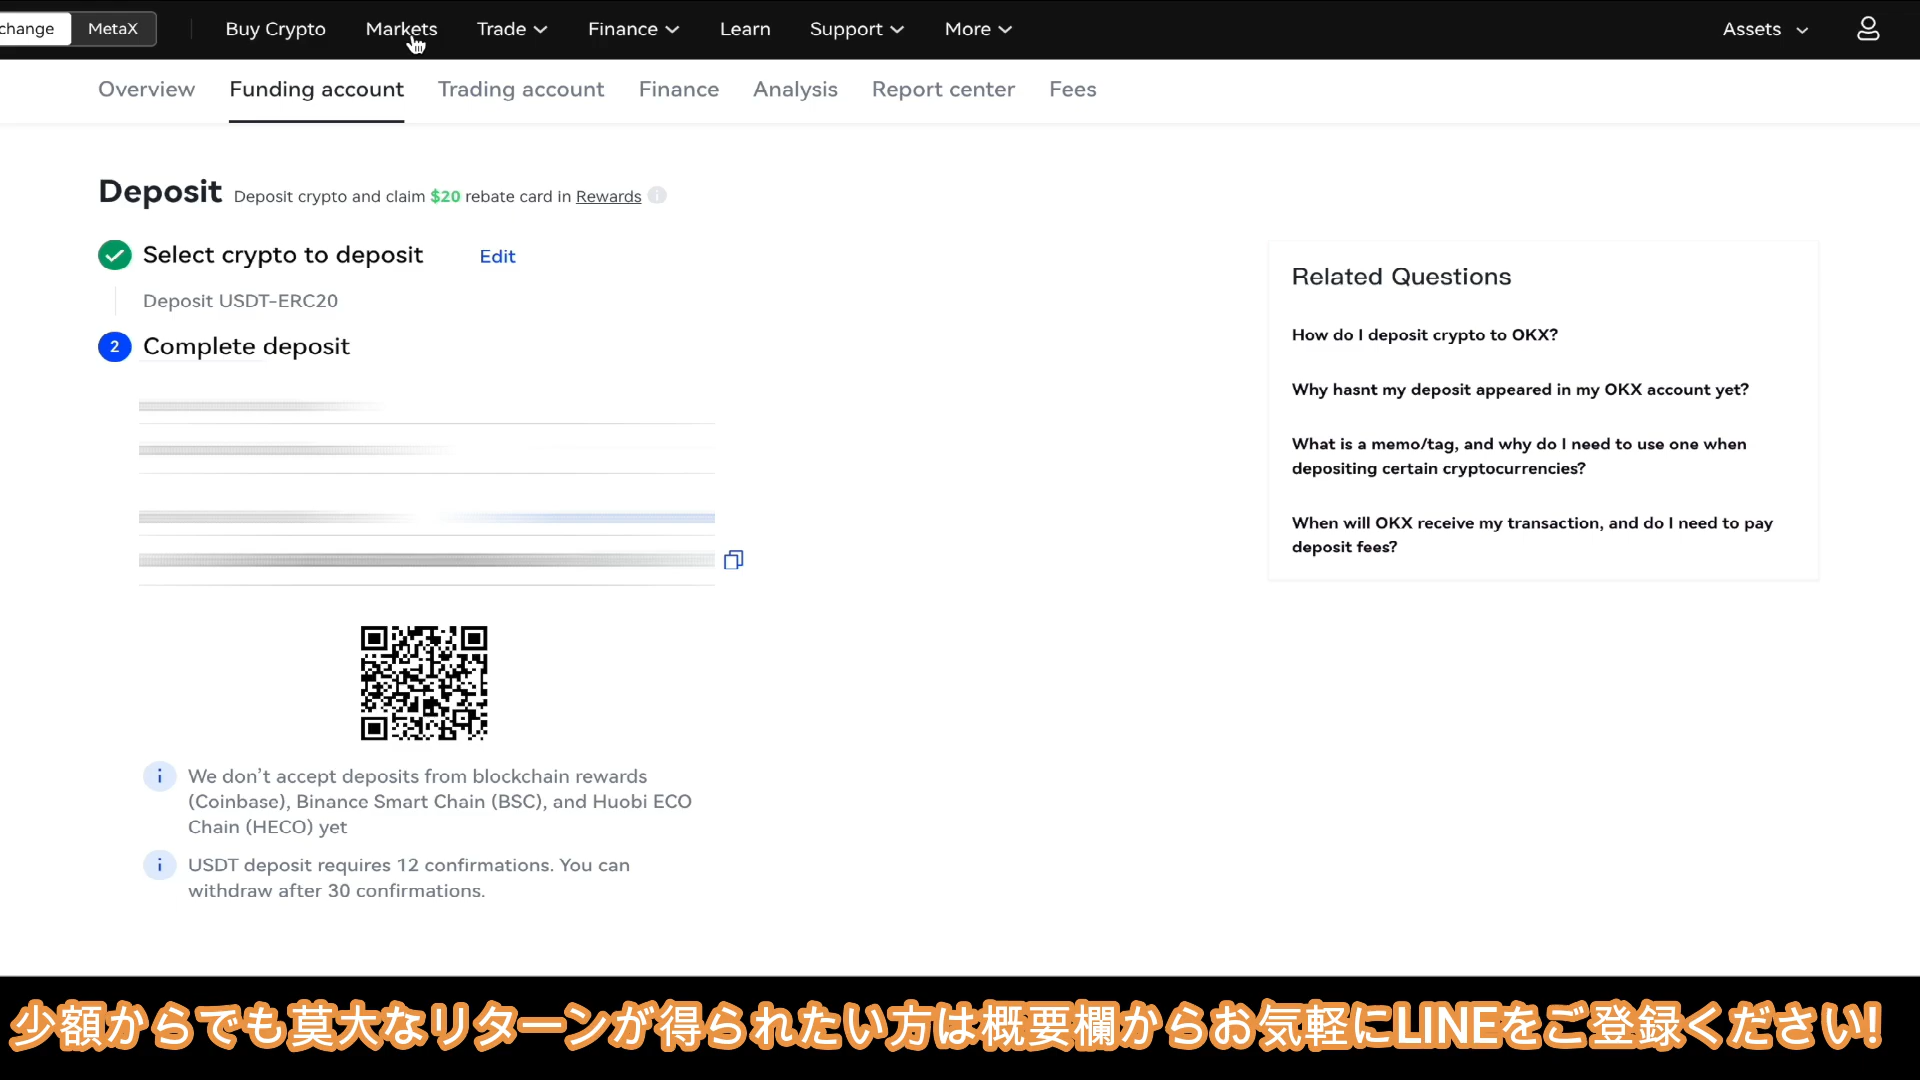 change MetaX Buy Crypto Markets Trade Finance Learn Support More Assets
Overview Funding account Trading account Finance Analysis Report center Fees
Deposit Deposit crypto and claim $20 rebate card in Rewards
Select crypto to deposit Edit
Deposit USDT-ERC20
2 Complete deposit
We don't accept deposits from blockchain rewards
(Coinbase), Binance Smart Chain (BSC), and Huobi ECO
Chain (HECO) yet
USDT deposit requires 12 confirmations. You can
withdraw after 30 confirmations.
Related Questions
How do I deposit crypto to OKX?
Why hasnt my deposit appeared in my OKX account yet?
What is a memo/tag, and why do I need to use one when
depositing certain cryptocurrencies?
When will OKX receive my transaction, and do I need to pay
deposit fees?
少額からでも莫大なリターンが得られたい方は概要欄からお気軽にLINEをご登録ください!